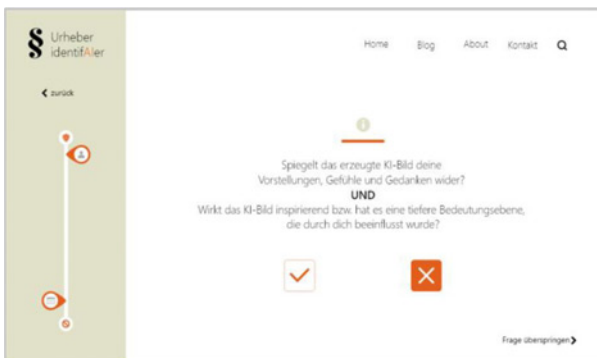 § Urheber
identifAIer
Home Blog About Kontakt
zurück
Spiegelt das erzeugte KI-Bild deine
Vorstellungen, Gefühle und Gedanken wider?
UND
Wirkt das KI-Bild inspirierend bzw. hat es eine tiefere Bedeutungsebene,
die durch dich beeinflusst wurde?
Frage überspringen